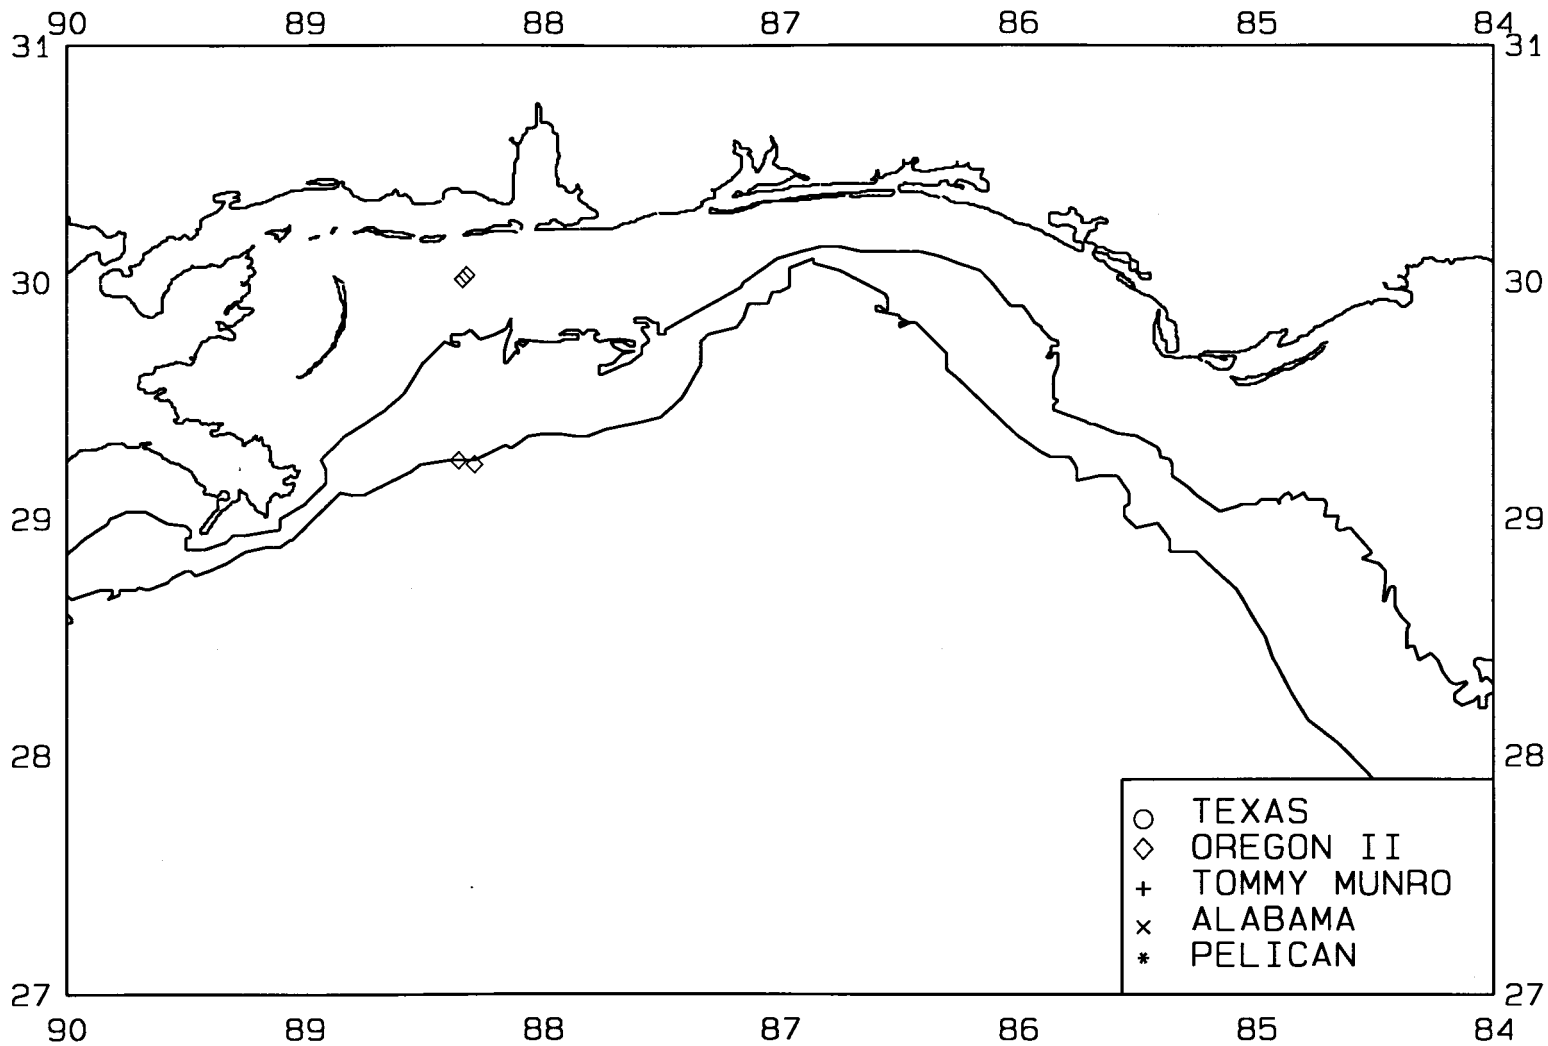 90 89 88 87 86 85 84
31 31
30 30
29 29
28 28
TEXAS
OREGON II
TOMMY MUNRO
ALABAMA
PELICAN
27 27
90 89 88 87 86 85 84